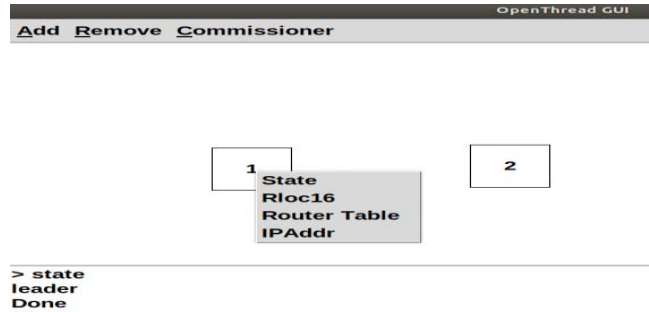 OpenThread GUI
Add Remove Commissioner
1
2
State
Rloc16
Router Table
IPAddr
> state
leader
Done